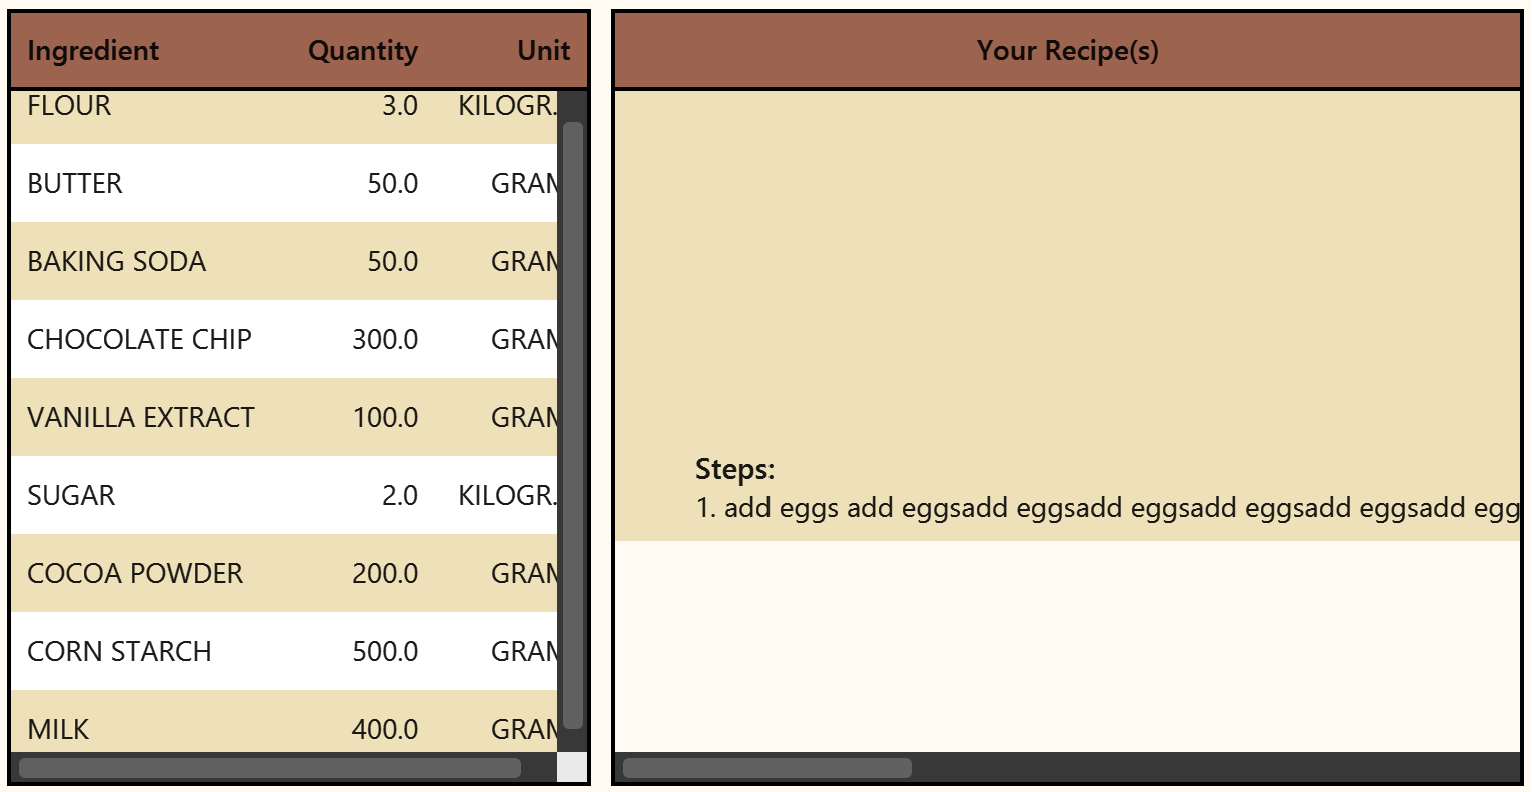 Ingredient Quantity Unit
FLOUR 3.0 KILOGR.
BUTTER 50.0 GRAM
BAKING SODA 50.0 GRAM
CHOCOLATE CHIP 300.0 GRAM
VANILLA EXTRACT 100.0 GRAM
SUGAR 2.0 KILOGR.
COCOA POWDER 200.0 GRAM
CORN STARCH 500.0 GRAM
MILK 400.0 GRAM
Your Recipe(s)
Steps:
1. add eggs add eggsadd eggsadd eggsadd eggsadd eggsadd egg